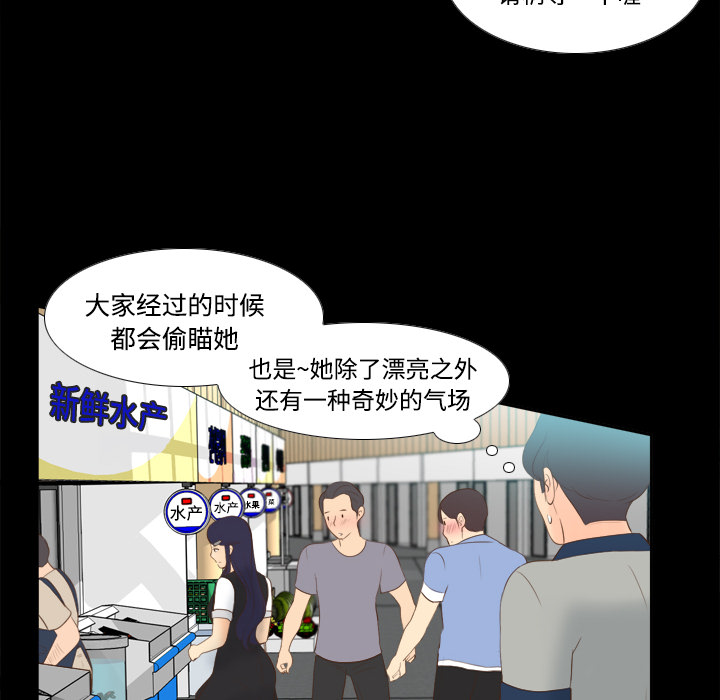 大家经过的时候
都会偷瞄她
也是~她除了漂亮之外
还有一种奇妙的气场
新鲜水产
水产
水产
水果
菜